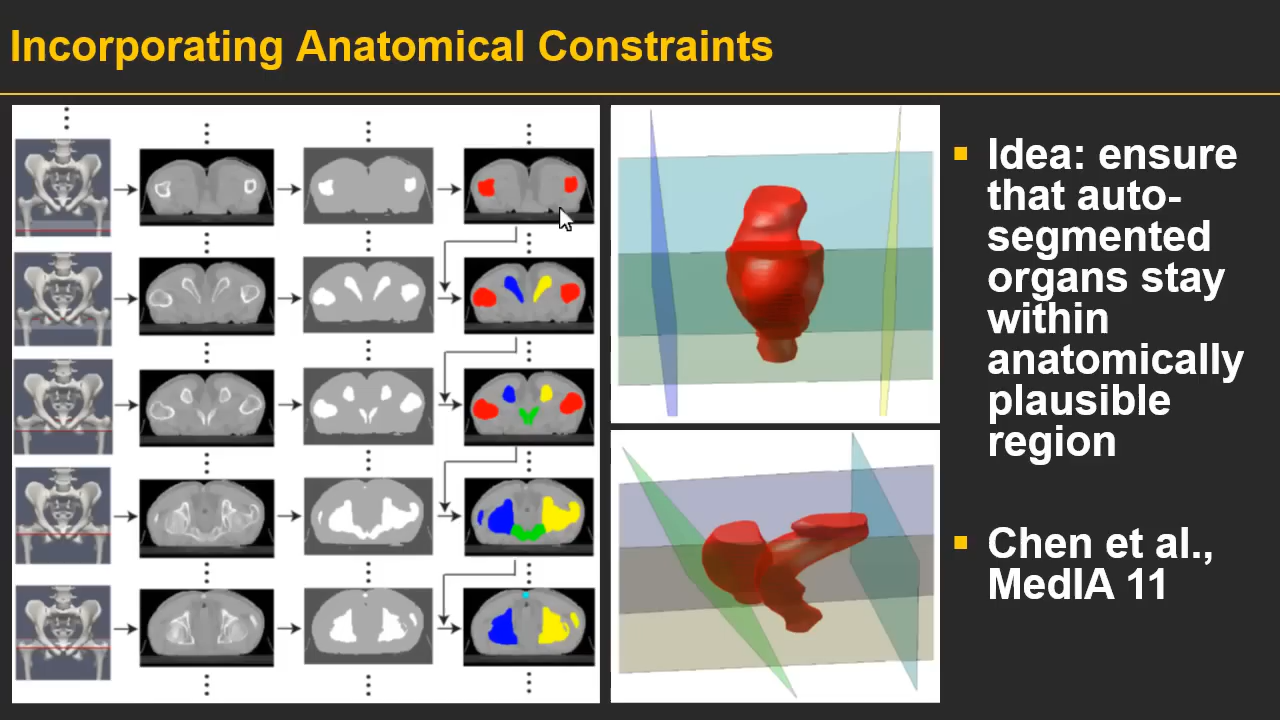 Incorporating Anatomical Constraints
Idea: ensure
that auto-
segmented
organs stay
within
anatomically
plausible
region
Chen et al.,
MedIA 11